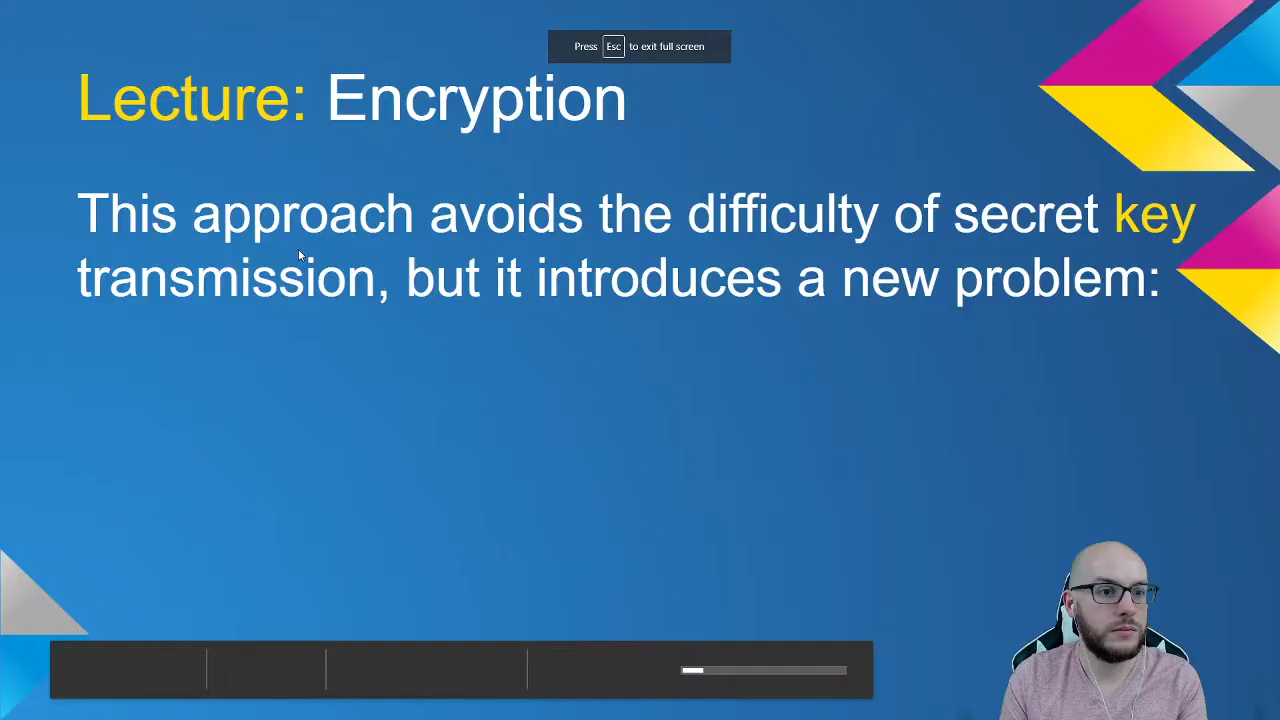 Press Esc to exit full screen
Lecture: Encryption
This approach avoids the difficulty of secret key
transmission, but it introduces a new problem: